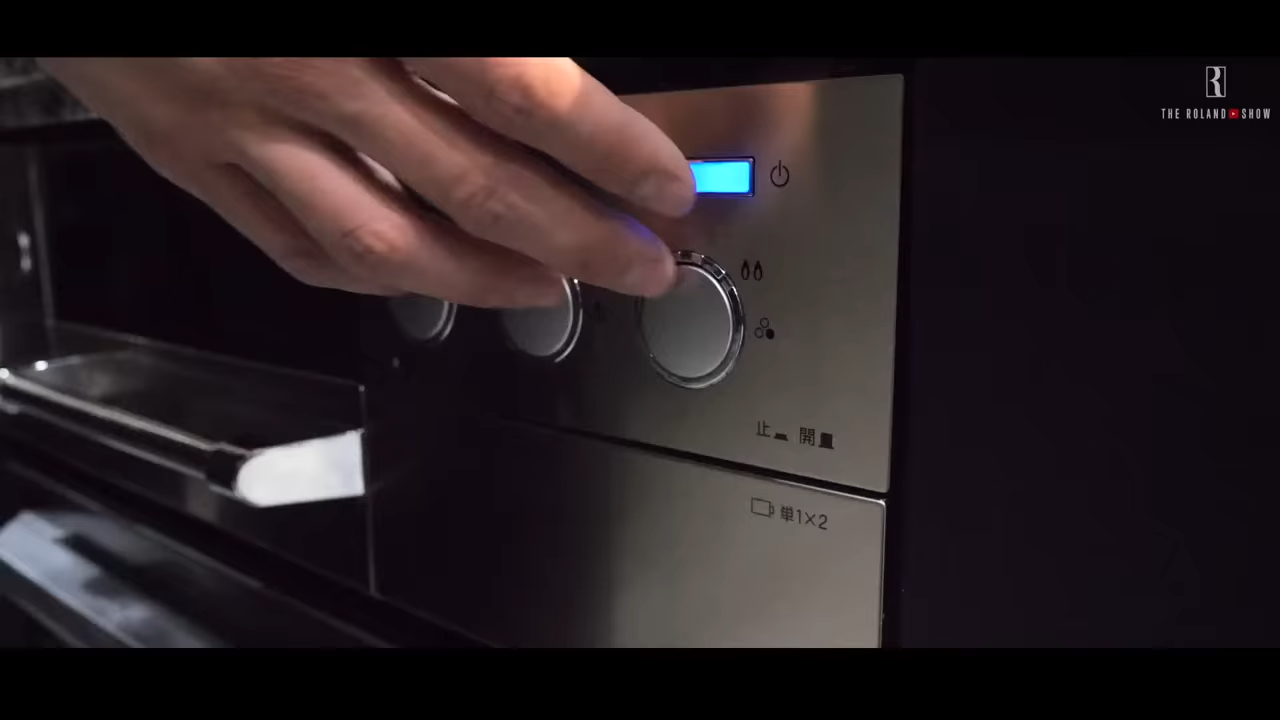 R
THE ROLAND SHOW
止 開
単1×2